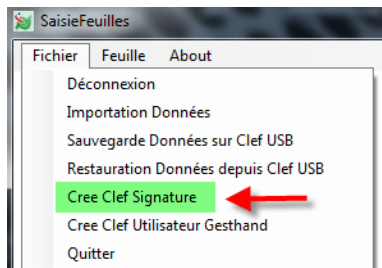 SaisieFeuilles
Fichier Feuille About
Déconnexion
Importation Données
Sauvegarde Données sur Clef USB
Restauration Données depuis Clef USB
Cree Clef Signature
Cree Clef Utilisateur Gesthand
Quitter